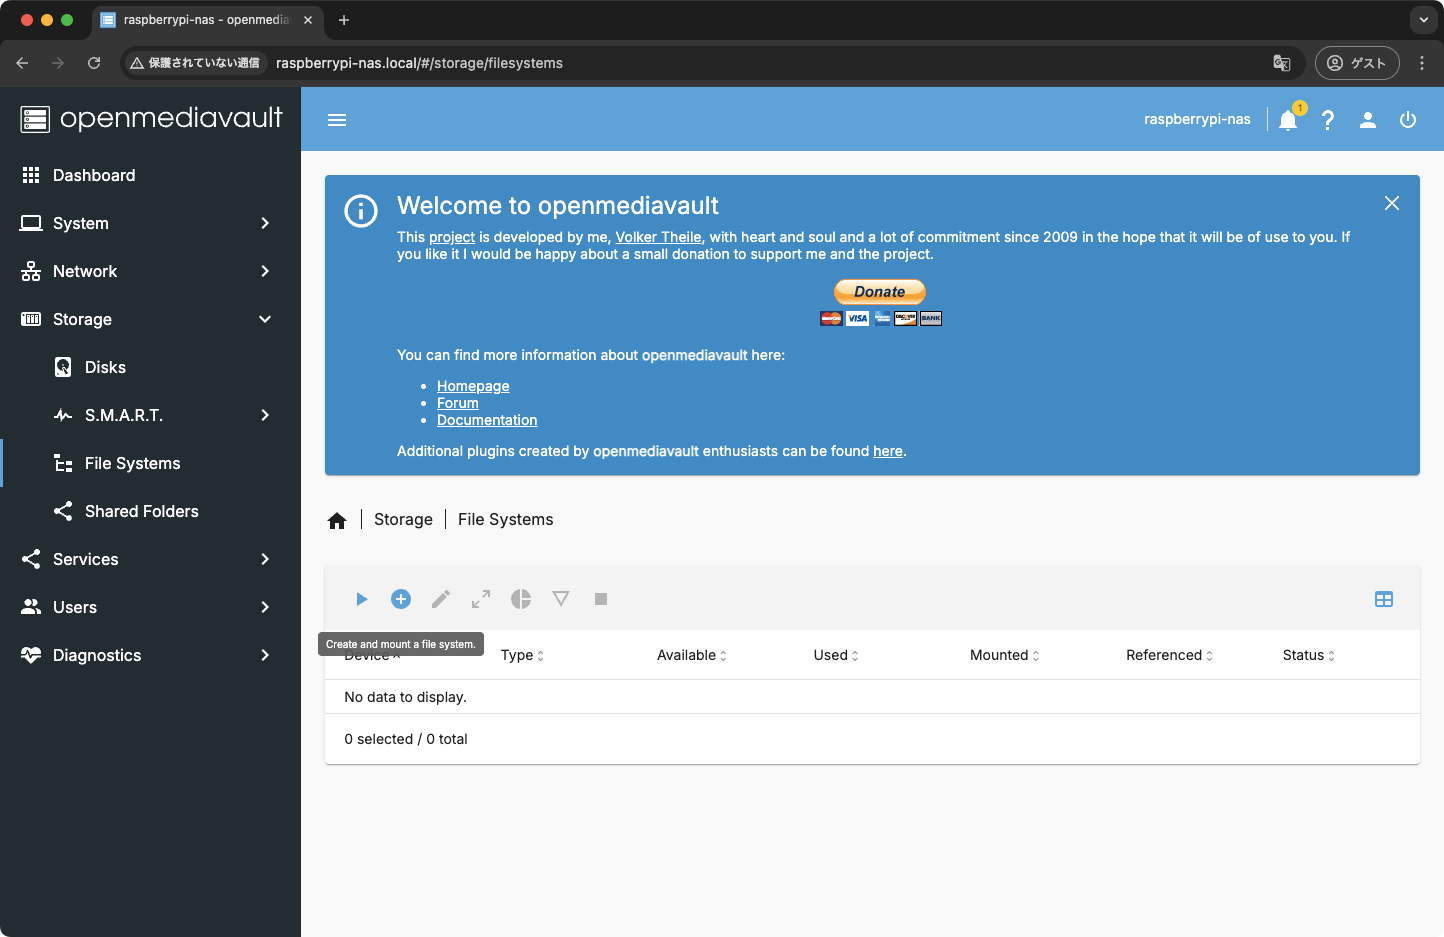 raspberrypi-nas - openmedia
保護されていない通信
raspberrypi-nas.local/#/storage/filesystems
ゲスト
openmediavault
raspberrypi-nas
1
Dashboard
System
Network
Storage
Disks
S.M.A.R.T.
File Systems
Shared Folders
Services
Users
Diagnostics
Welcome to openmediavault
This project is developed by me, Volker Theile, with heart and soul and a lot of commitment since 2009 in the hope that it will be of use to you. If
you like it I would be happy about a small donation to support me and the project.
Donate
VISA
BANK
You can find more information about openmediavault here:
Homepage
Forum
Documentation
Additional plugins created by openmediavault enthusiasts can be found here.
Storage
File Systems
Create and mount a file system.
Device
Type
Available
Used
Mounted
Referenced
Status
No data to display.
0 selected / 0 total